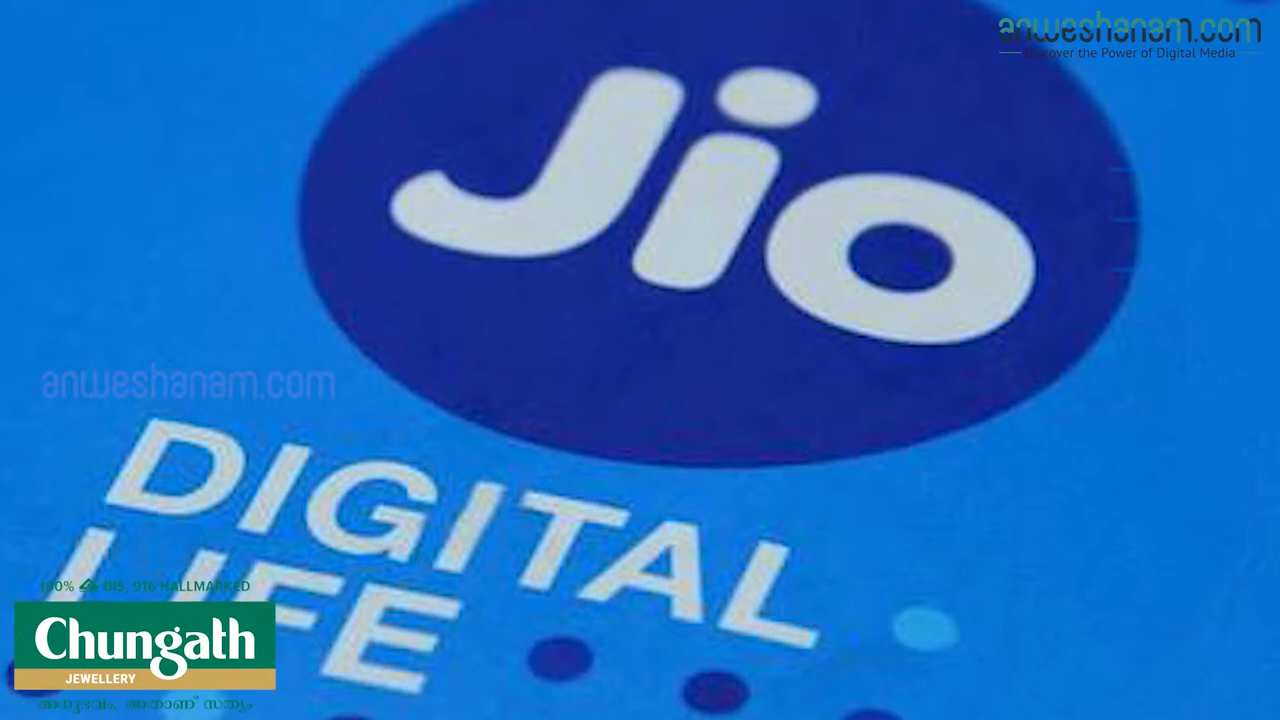 anweshanam.com
Discover the Power of Digital Media
Jio
anweshanam.com
DIGITAL
LIFE
100% BIS, 916 HALLMARKED
Chungath
JEWELLERY
അനുഭവം. അതാണ് സത്യം